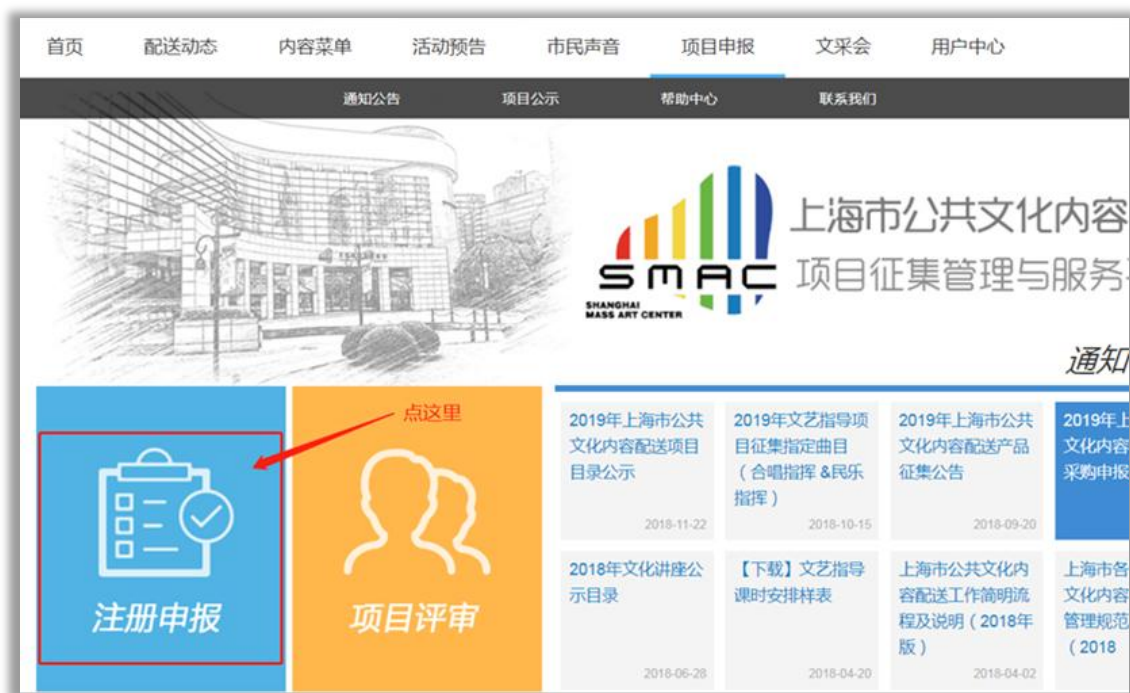 首页 配送动态 内容菜单 活动预告 市民声音 项目申报 文采会 用户中心
通知公告 项目公示 帮助中心 联系我们
上海市公共文化内容
项目征集管理与服务
SMAC
SHANGHAI
MASS ART CENTER
通知
点这里
注册申报
项目评审
2019年上海市公共
文化内容配送项目
目录公示
2018-11-22
2019年文艺指导项
目征集指定曲目
（合唱指挥 &民乐
指挥）
2018-10-15
2019年上海市公共
文化内容配送产品
征集公告
2018-09-20
2019年上
文化内容
采购申报
2018年文化讲座公
示目录
2018-06-28
【下载】文艺指导
课时安排样表
2018-04-20
上海市公共文化内
容配送工作简明流
程及说明（2018年
版）
2018-04-02
上海市各
文化内容
管理规范
（2018